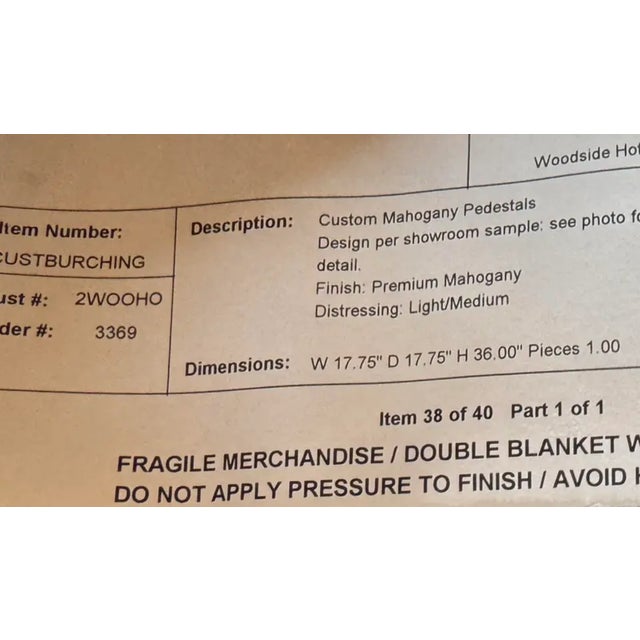 Woodside Hot
Item Number:
CUSTBURCHING
ust #: 2WOOHO
der #: 3369
Description: Custom Mahogany Pedestals
Design per showroom sample: see photo fo
detail.
Finish: Premium Mahogany
Distressing: Light/Medium
Dimensions: W 17.75" D 17.75" H 36.00" Pieces 1.00
Item 38 of 40 Part 1 of 1
FRAGILE MERCHANDISE / DOUBLE BLANKET W
DO NOT APPLY PRESSURE TO FINISH / AVOID H